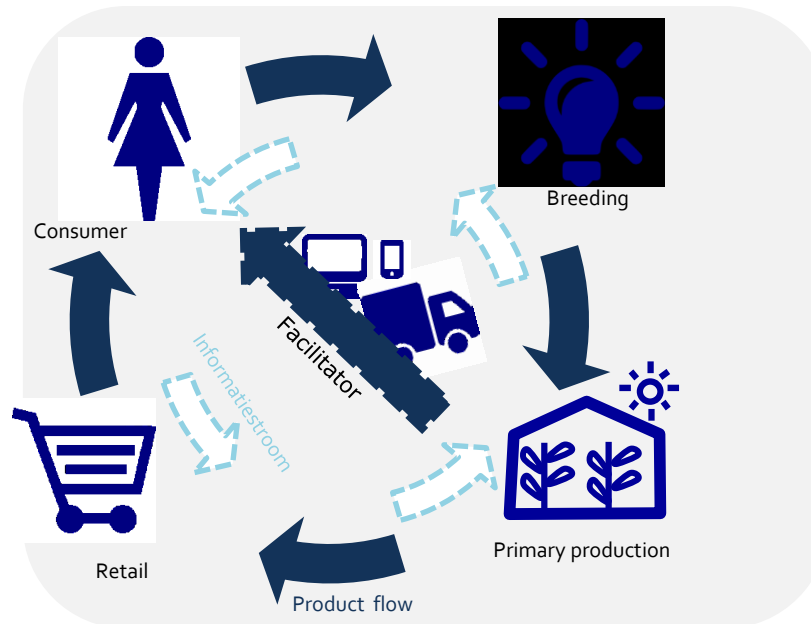 Breeding
Consumer
Facilitator
Informatiestroom
Primary production
Retail
Product flow